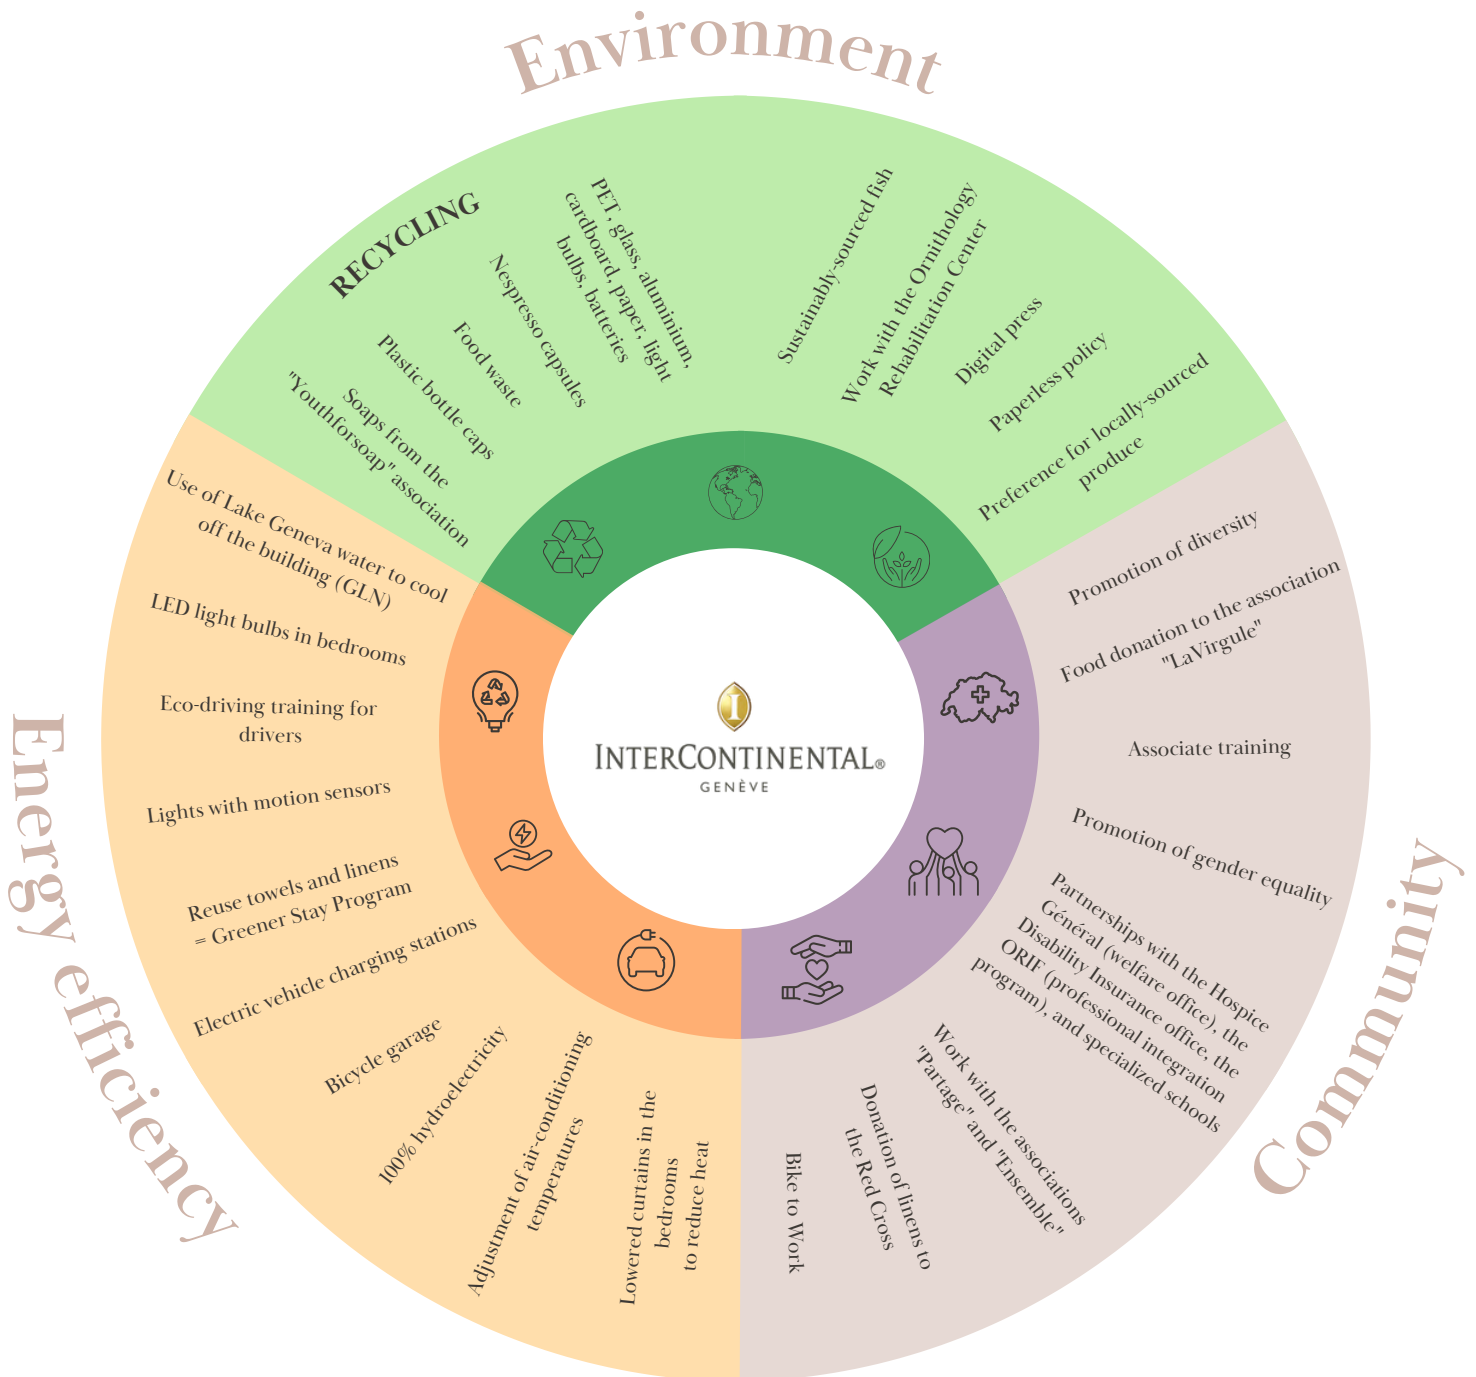 Environment
RECYCLING
"Youthforsoap" association
Soaps from the
Plastic bottle caps
Food waste
Nespresso capsules
PET, glass, aluminium,
cardboard, paper, light
bulbs, batteries
Sustainably-sourced fish
Work with the Ornithology
Rehabilitation Center
Digital press
Paperless policy
Preference for locally-sourced
produce
Community
Promotion of diversity
Food donation to the association
"LaVirgule"
Associate training
Promotion of gender equality
Partnerships with the Hospice
Général (welfare office), the
Disability Insurance office, the
ORIF (professional integration
program), and specialized schools
Work with the associations
"Partage" and "Ensemble"
Donation of linens to
the Red Cross
Bike to Work
Energy efficiency
Use of Lake Geneva water to cool
off the building (GLN)
LED light bulbs in bedrooms
Eco-driving training for
drivers
Lights with motion sensors
Reuse towels and linens
= Greener Stay Program
Electric vehicle charging stations
Bicycle garage
100% hydroelectricity
Adjustment of air-conditioning
temperatures
Lowered curtains in the
bedrooms
to reduce heat
I
INTERCONTINENTAL®
GENÈVE